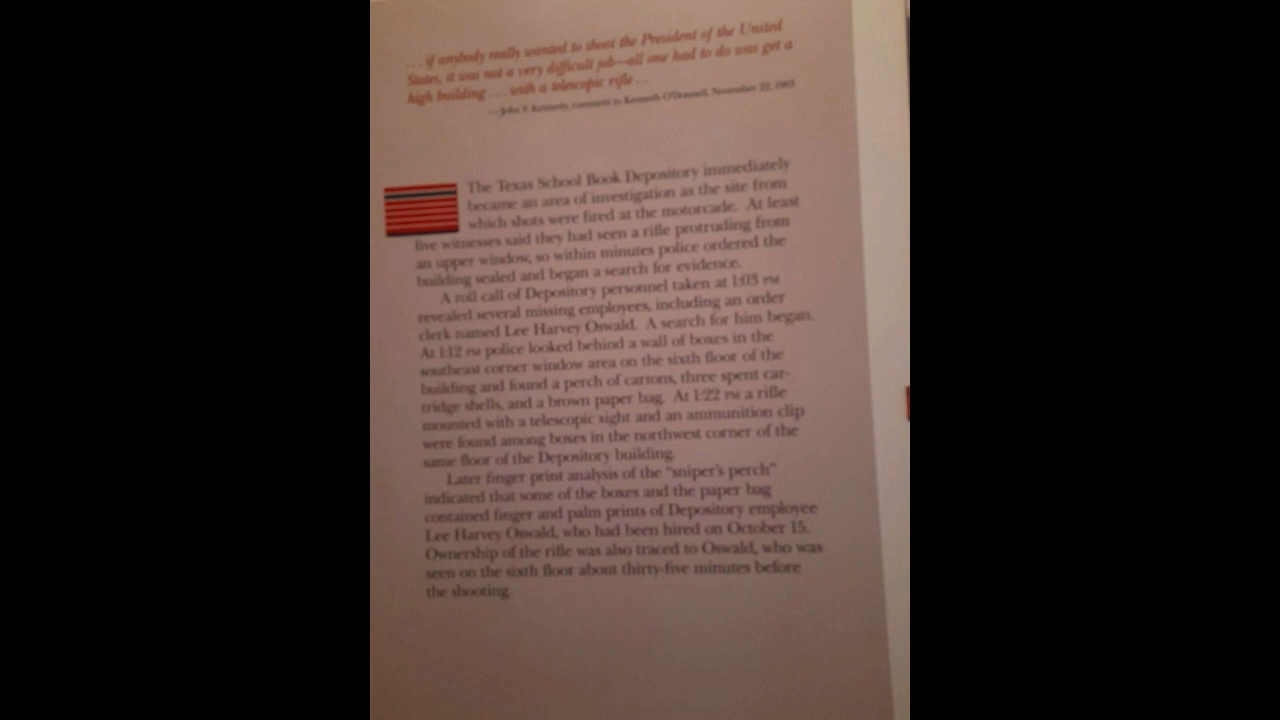 . . . if anybody really wanted to shoot the President of the United
States, it was not a very difficult job—all one had to do was get a
high building . . . with a telescopic rifle . .
—John F. Kennedy, comment to Kenneth O'Donnell, November 22, 1963
The Texas School Book Depository immediately
became an area of investigation as the site from
which shots were fired at the motorcade. At least
five witnesses said they had seen a rifle protruding from
an upper window, so within minutes police ordered the
building sealed and began a search for evidence.
A roll call of Depository personnel taken at 1:03 PM
revealed several missing employees, including an order
clerk named Lee Harvey Oswald. A search for him began.
At 1:12 PM police looked behind a wall of boxes in the
southeast corner window area on the sixth floor of the
building and found a perch of cartons, three spent car-
tridge shells, and a brown paper bag. At 1:22 PM a rifle
mounted with a telescopic sight and an ammunition clip
were found among boxes in the northwest corner of the
same floor of the Depository building.
Later finger print analysis of the "sniper's perch"
indicated that some of the boxes and the paper bag
contained finger and palm prints of Depository employee
Lee Harvey Oswald, who had been hired on October 15.
Ownership of the rifle was also traced to Oswald, who was
seen on the sixth floor about thirty-five minutes before
the shooting.